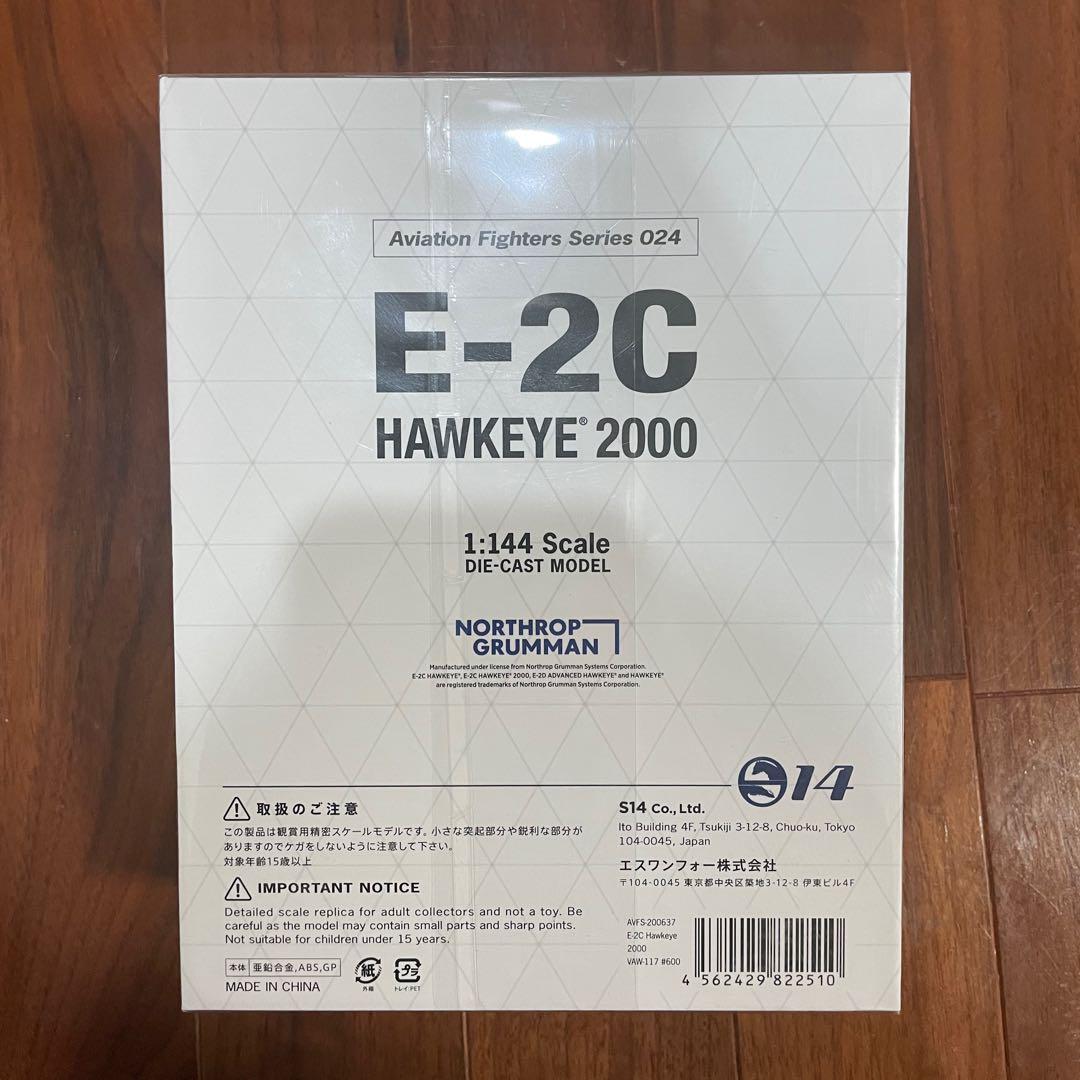 Aviation Fighters Series 024
E-2C
HAWKEYE® 2000
1:144 Scale
DIE-CAST MODEL
NORTHROP
GRUMMAN
Manufactured under license from Northrop Grumman Systems Corporation.
E-2C HAWKEYE®, E-2C HAWKEYE® 2000, E-2D ADVANCED HAWKEYE® and HAWKEYE®
are registered trademarks of Northrop Grumman Systems Corporation.
S14
⚠ 取扱のご注意
この製品は観賞用精密スケールモデルです。小さな突起部分や鋭利な部分が
ありますのでケガをしないように注意して下さい。
対象年齢15歳以上
⚠ IMPORTANT NOTICE
Detailed scale replica for adult collectors and not a toy. Be
careful as the model may contain small parts and sharp points.
Not suitable for children under 15 years.
本体 亜鉛合金,ABS,GP
紙
外箱
プラ
トレイ:PET
MADE IN CHINA
S14 Co., Ltd.
Ito Building 4F, Tsukiji 3-12-8, Chuo-ku, Tokyo
104-0045, Japan
エスワンフォー株式会社
〒104-0045 東京都中央区築地3-12-8 伊東ビル4F
AVFS-200637
E-2C Hawkeye
2000
VAW-117 #600
4 562429 822510